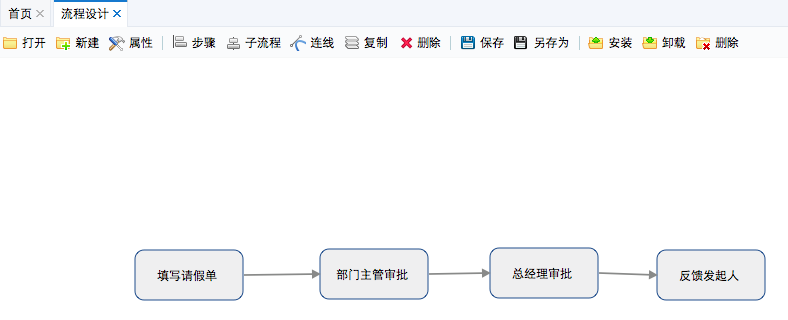 首页 流程设计
打开 新建 属性 步骤 子流程 连线 复制 删除 保存 另存为 安装 卸载 删除
填写请假单 部门主管审批 总经理审批 反馈发起人